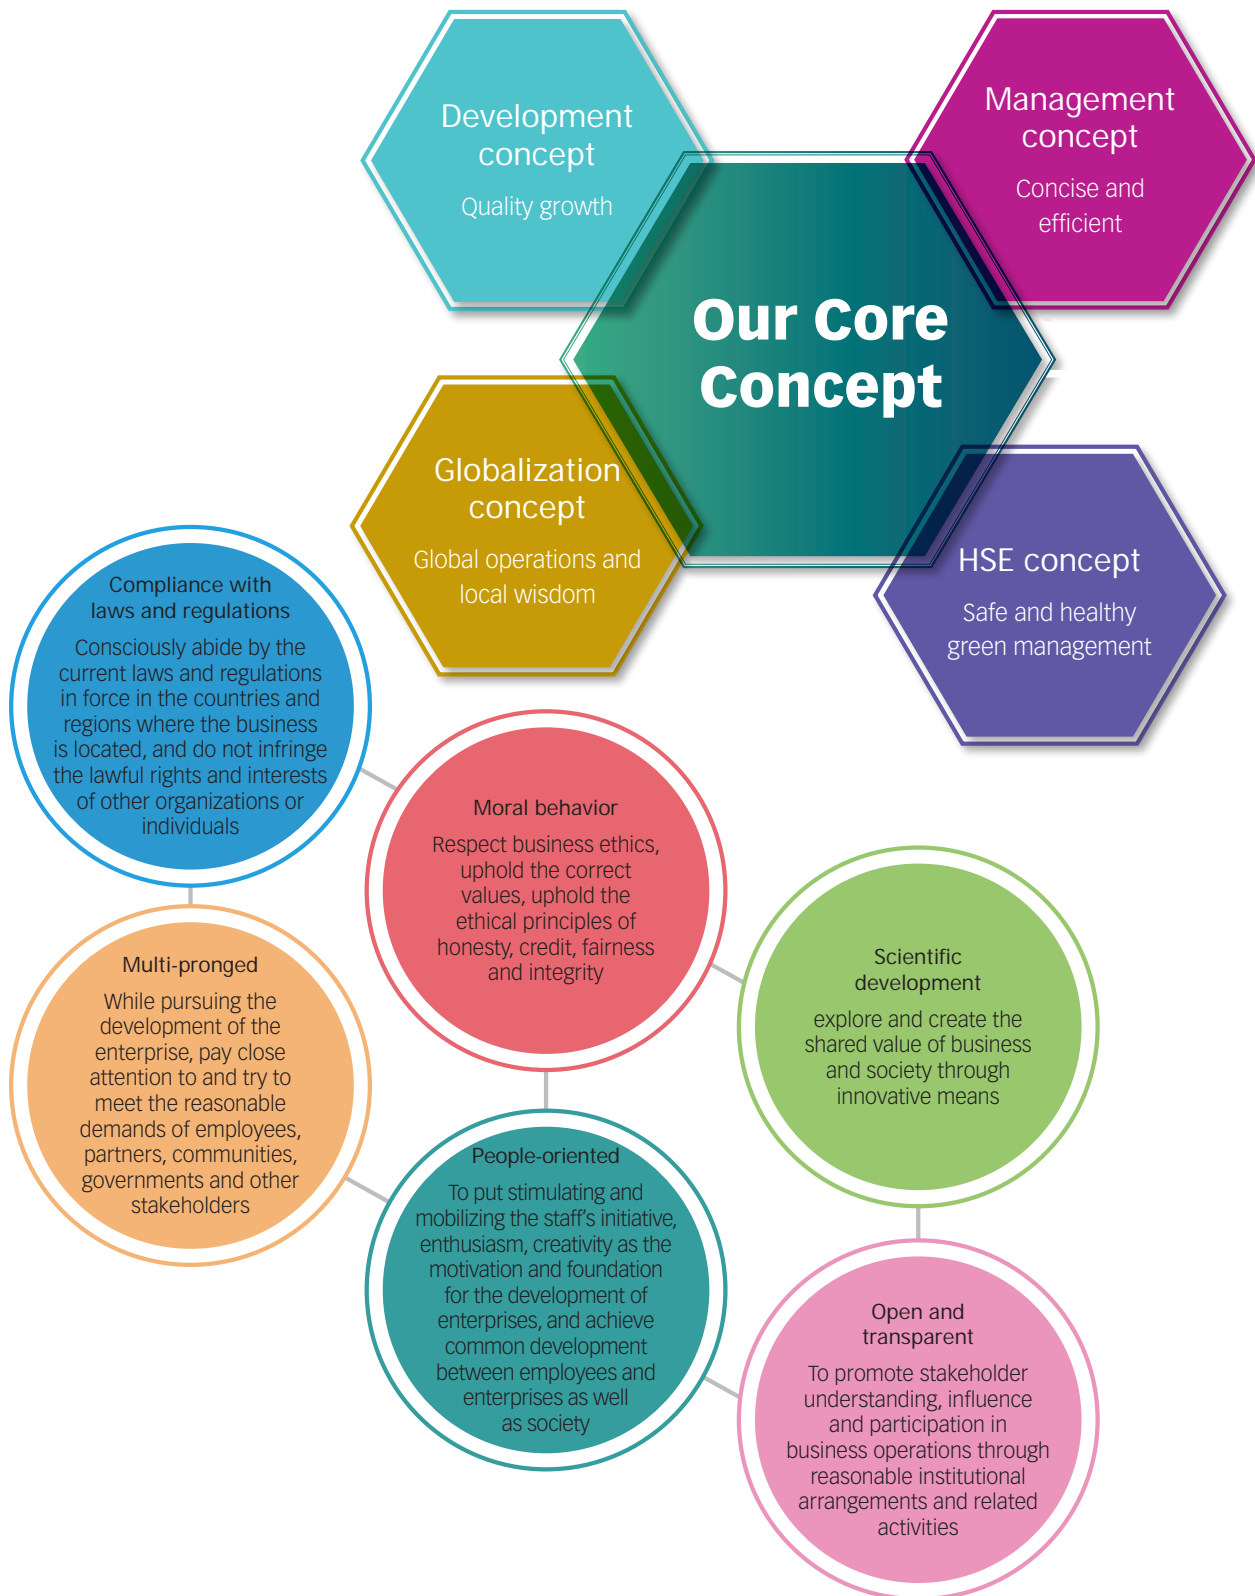 Development
concept
Quality growth
Management
concept
Concise and
efficient
Our Core
Concept
Globalization
concept
Global operations and
local wisdom
HSE concept
Safe and healthy
green management
Compliance with
laws and regulations
Consciously abide by the
current laws and regulations
in force in the countries and
regions where the business
is located, and do not infringe
the lawful rights and interests
of other organizations or
individuals
Moral behavior
Respect business ethics,
uphold the correct
values, uphold the
ethical principles of
honesty, credit, fairness
and integrity
Scientific
development
explore and create the
shared value of business
and society through
innovative means
Multi-pronged
While pursuing the
development of the
enterprise, pay close
attention to and try to
meet the reasonable
demands of employees,
partners, communities,
governments and other
stakeholders
People-oriented
To put stimulating and
mobilizing the staff's initiative,
enthusiasm, creativity as the
motivation and foundation
for the development of
enterprises, and achieve
common development
between employees and
enterprises as well
as society
Open and
transparent
To promote stakeholder
understanding, influence
and participation in
business operations through
reasonable institutional
arrangements and related
activities